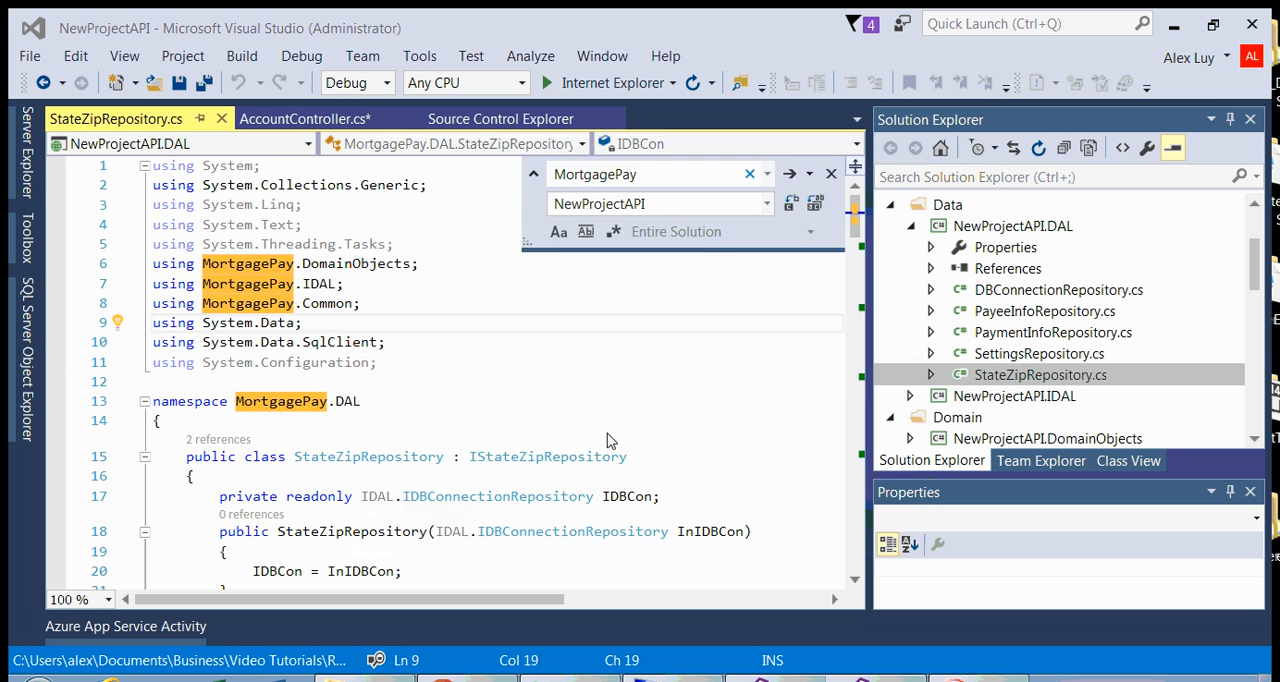 NewProjectAPI - Microsoft Visual Studio (Administrator)
4
Quick Launch (Ctrl+Q)
File Edit View Project Build Debug Team Tools Test Analyze Window Help
Alex Luy
AL
Debug
Any CPU
Internet Explorer
Server Explorer
Toolbox
SQL Server Object Explorer
StateZipRepository.cs
AccountController.cs*
Source Control Explorer
NewProjectAPI.DAL
MortgagePay.DAL.StateZipRepository
IDBCon
MortgagePay
NewProjectAPI
Aa Ab Entire Solution
1 using System;
2 using System.Collections.Generic;
3 using System.Linq;
4 using System.Text;
5 using System.Threading.Tasks;
6 using MortgagePay.DomainObjects;
7 using MortgagePay.IDAL;
8 using MortgagePay.Common;
9 using System.Data;
10 using System.Data.SqlClient;
11 using System.Configuration;
12
13 namespace MortgagePay.DAL
14 {
2 references
15 public class StateZipRepository : IStateZipRepository
16 {
17 private readonly IDAL.IDBConnectionRepository IDBCon;
0 references
18 public StateZipRepository(IDAL.IDBConnectionRepository InIDBCon)
19 {
20 IDBCon = InIDBCon;
100 %
Solution Explorer
Search Solution Explorer (Ctrl+;)
Data
C# NewProjectAPI.DAL
Properties
References
C# DBConnectionRepository.cs
C# PayeeInfoRepository.cs
C# PaymentInfoRepository.cs
C# SettingsRepository.cs
C# StateZipRepository.cs
C# NewProjectAPI.IDAL
Domain
C# NewProjectAPI.DomainObjects
Solution Explorer Team Explorer Class View
Properties
Azure App Service Activity
C:\Users\alex\Documents\Business\Video Tutorials\R...
Ln 9
Col 19
Ch 19
INS